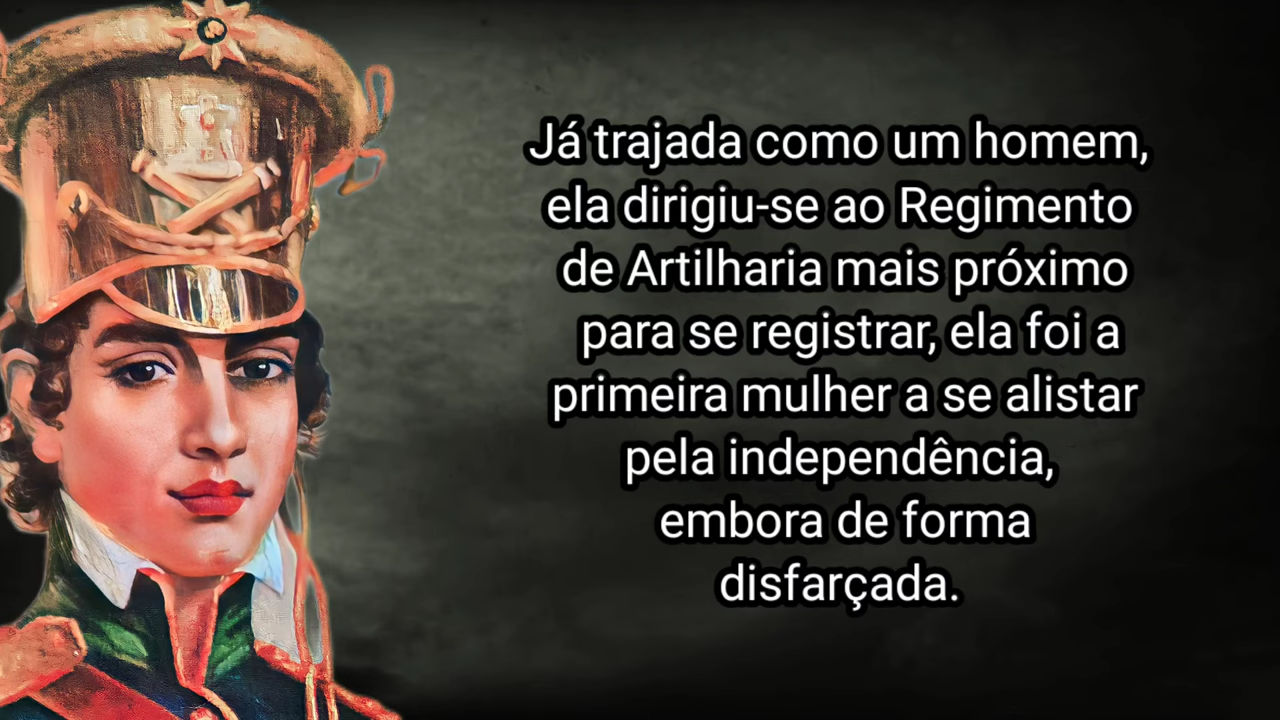 Já trajada como um homem,
ela dirigiu-se ao Regimento
de Artilharia mais próximo
para se registrar, ela foi a
primeira mulher a se alistar
pela independência,
embora de forma
disfarçada.